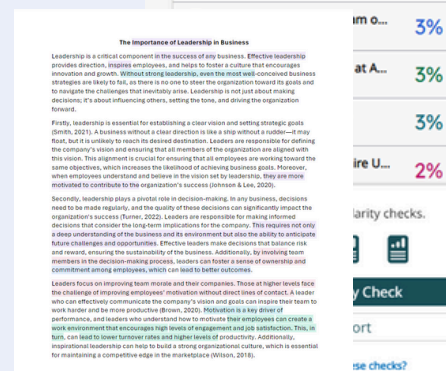 The Importance of Leadership in Business
Leadership is a critical component in the success of any business. Effective leadership
provides direction, inspires employees, and helps to foster a culture that encourages
innovation and growth. Without strong leadership, even the most well-conceived business
strategies are likely to fail, as there is no one to steer the organization toward its goals and
to navigate the challenges that inevitably arise. Leadership is not just about making
decisions; it's about influencing others, setting the tone, and driving the organization
forward.
Firstly, leadership is essential for establishing a clear vision and setting strategic goals
(Smith, 2021). A business without a clear direction is like a ship without a rudder—it may
float, but it is unlikely to reach its desired destination. Leaders are responsible for defining
the company's vision and ensuring that all members of the organization are aligned with
this vision. This alignment is crucial for ensuring that all employees are working toward the
same objectives, which increases the likelihood of achieving business goals. Moreover,
when employees understand and believe in the vision set by leadership, they are more
motivated to contribute to the organization's success (Johnson & Lee, 2020).
Secondly, leadership plays a pivotal role in decision-making. In any business, decisions
need to be made regularly, and the quality of these decisions can significantly impact the
organization's success (Turner, 2022). Leaders are responsible for making informed
decisions that consider the long-term implications for the company. This requires not only
a deep understanding of the business and its environment but also the ability to anticipate
future challenges and opportunities. Effective leaders make decisions that balance risk
and reward, ensuring the sustainability of the business. Additionally, by involving team
members in the decision-making process, leaders can foster a sense of ownership and
commitment among employees, which can lead to better outcomes.
Leaders focus on improving team morale and their companies. Those at higher levels face
the challenge of improving employees' motivation without direct lines of contact. A leader
who can effectively communicate the company's vision and goals can inspire their team to
work harder and be more productive (Brown, 2020). Motivation is a key driver of
performance, and leaders who understand how to motivate their employees can create a
work environment that encourages high levels of engagement and job satisfaction. This, in
turn, can lead to lower turnover rates and higher levels of productivity. Additionally,
inspirational leadership can help to build a strong organizational culture, which is essential
for maintaining a competitive edge in the marketplace (Wilson, 2018).
am o... 3%
at A... 3%
3%
ire U... 2%
larity checks.
y Check
ort
ese checks?